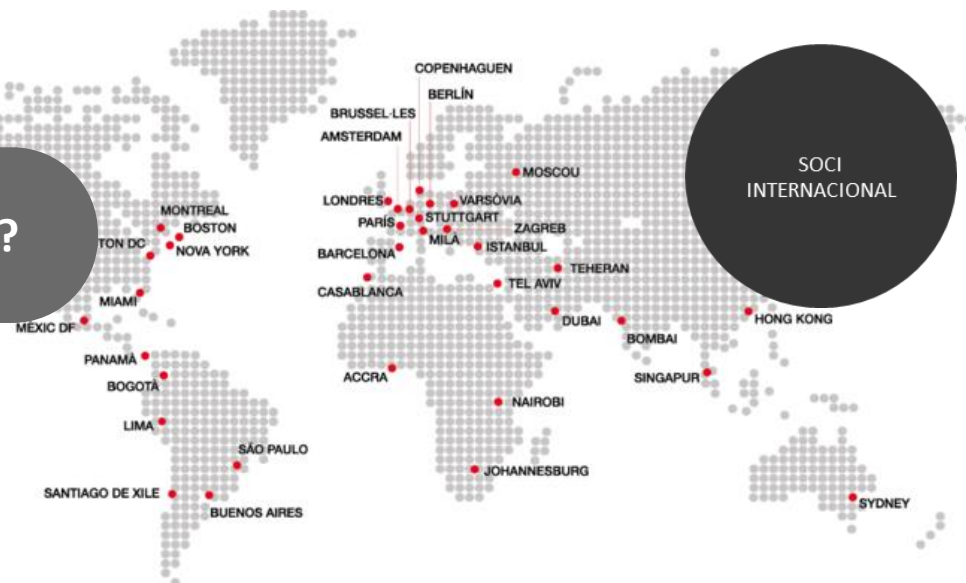 COPENHAGUEN
BERLÍN
BRUSSEL·LES
AMSTERDAM
SOCI
INTERNACIONAL
MOSCOU
LONDRES
VARSÒVIA
MONTREAL
STUTTGART
PARÍS
BOSTON
ZAGREB
?
TON DC
MILÀ
ISTANBUL
NOVA YORK
BARCELONA
TEHERAN
TEL AVIV
CASABLANCA
MIAMI
DUBAI
HONG KONG
MÈXIC DF
BOMBAI
PANAMÀ
ACCRA
SINGAPUR
BOGOTÀ
NAIROBI
LIMA
SÃO PAULO
JOHANNESBURG
SANTIAGO DE XILE
SYDNEY
BUENOS AIRES